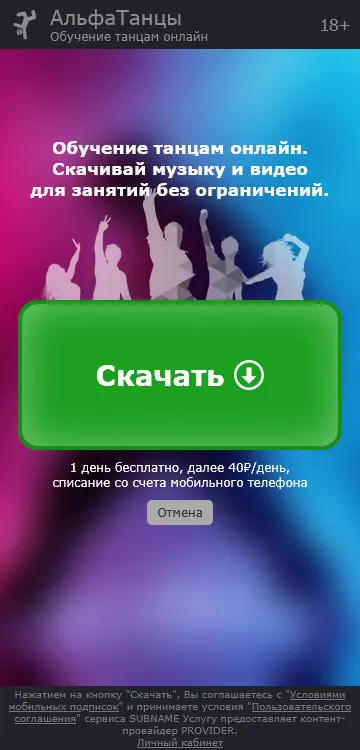 АльфаТанцы
Обучение танцам онлайн
18+
Обучение танцам онлайн.
Скачивай музыку и видео
для занятий без ограничений.
Скачать
1 день бесплатно, далее 40₽/день,
списание со счета мобильного телефона
Отмена
Нажатием на кнопку "Скачать", Вы соглашаетесь с "Условиями
мобильных подписок" и принимаете условия "Пользовательского
соглашения" сервиса SUBNAME Услугу предоставляет контент-
провайдер PROVIDER.
Личный кабинет